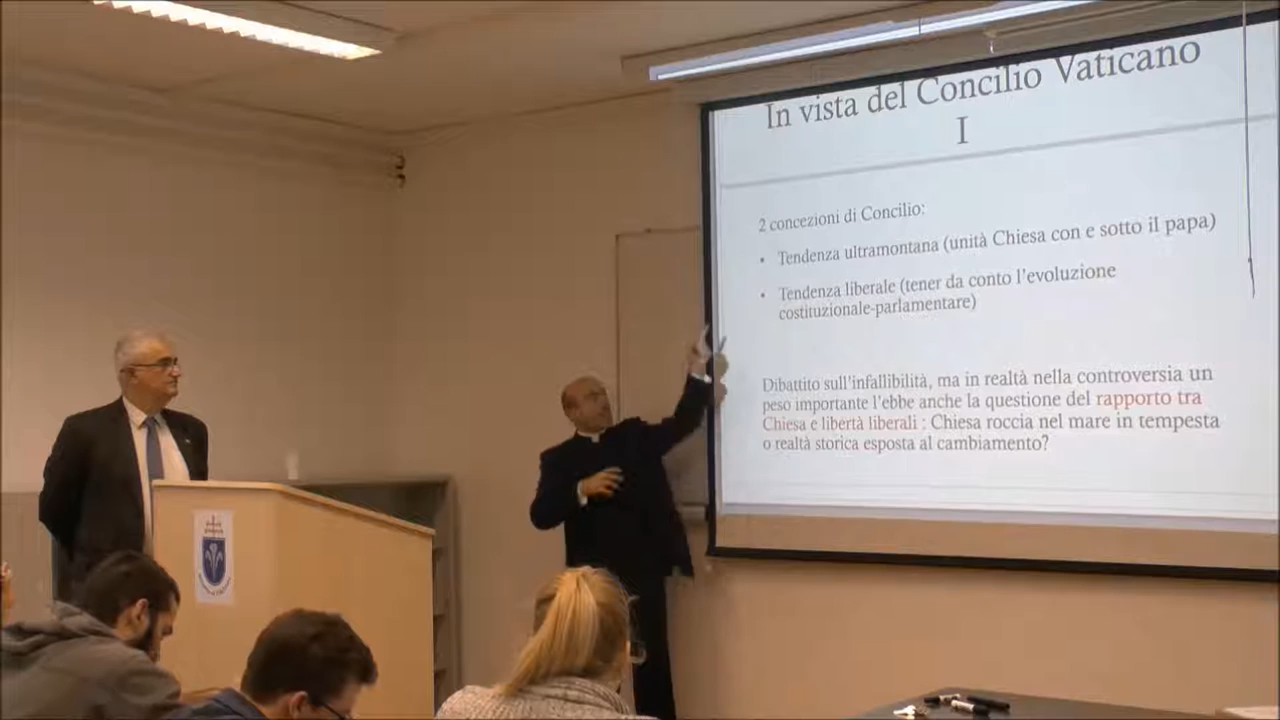 In vista del Concilio Vaticano
I
2 concezioni di Concilio:
• Tendenza ultramontana (unità Chiesa con e sotto il papa)
• Tendenza liberale (tener da conto l'evoluzione
costituzionale-parlamentare)
Dibattito sull'infallibilità, ma in realtà nella controversia un
peso importante l'ebbe anche la questione del rapporto tra
Chiesa e libertà liberali : Chiesa roccia nel mare in tempesta
o realtà storica esposta al cambiamento?